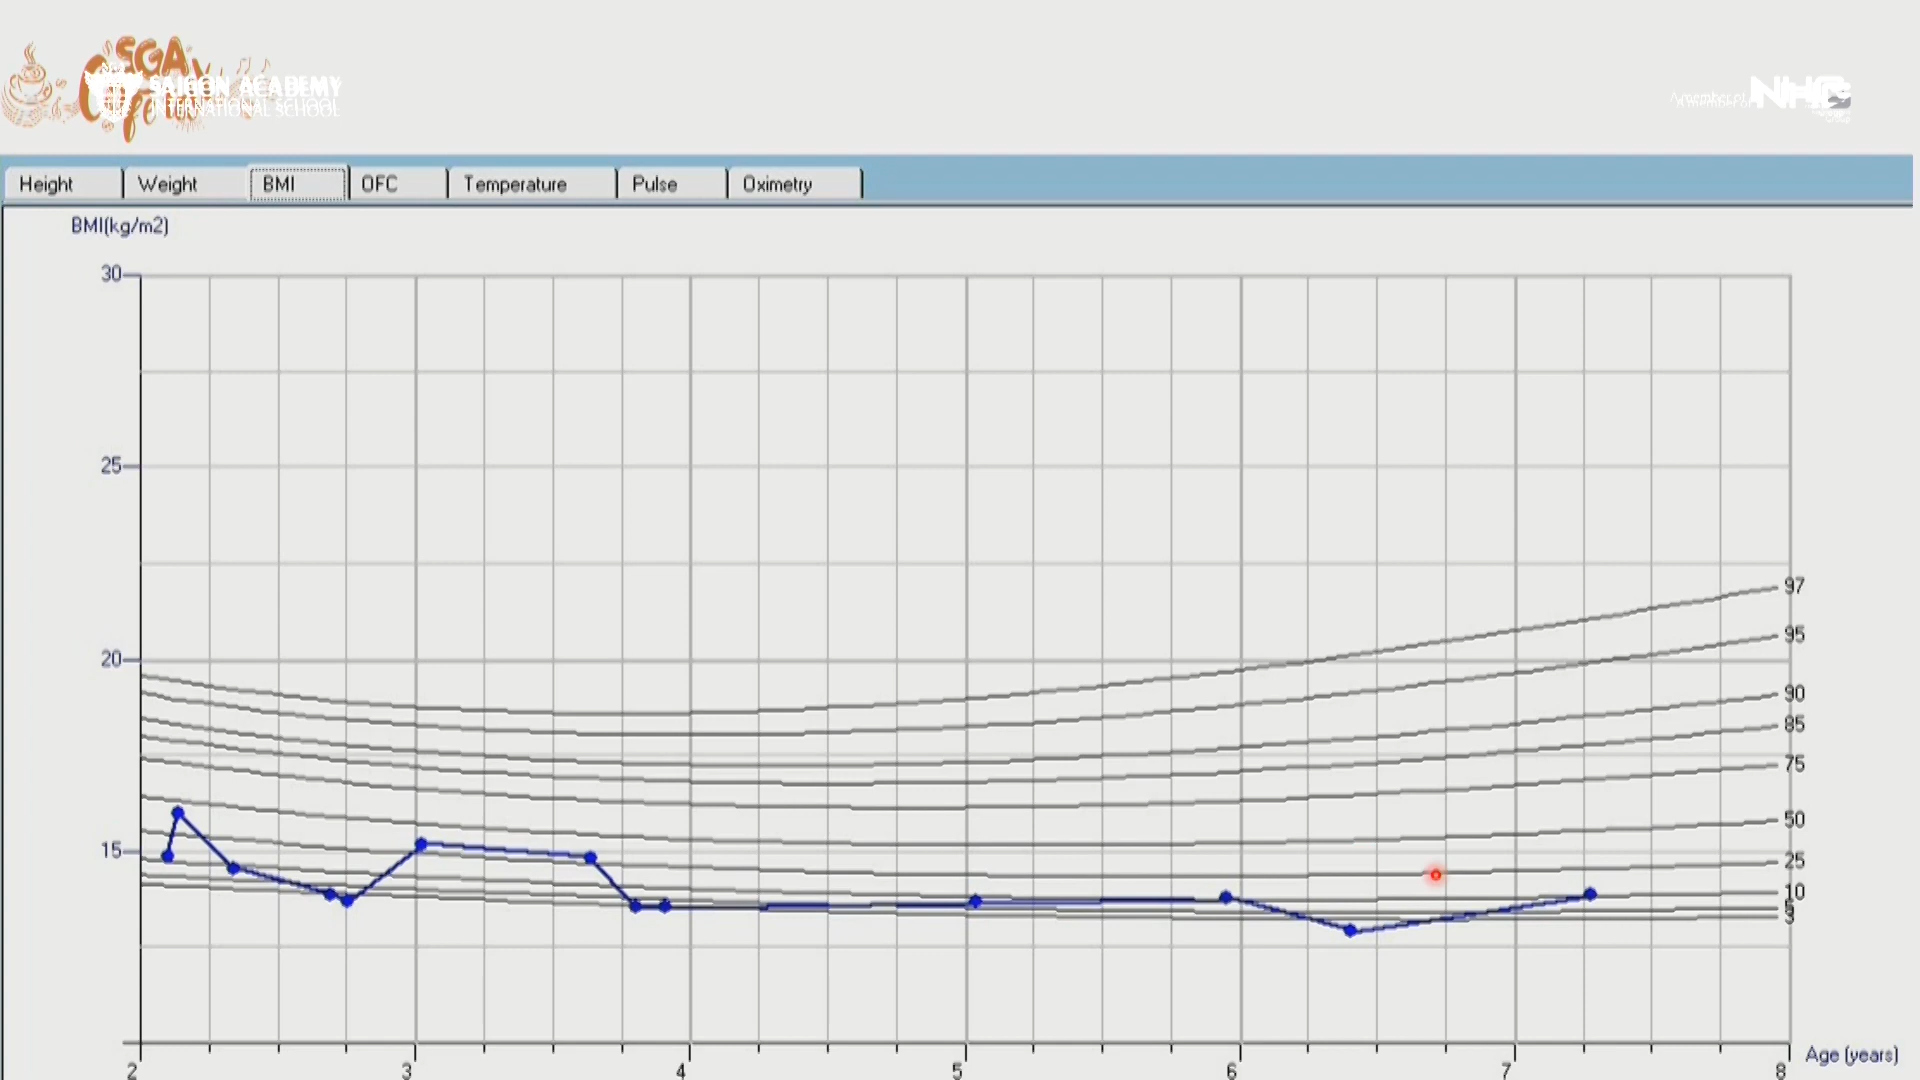 SAIGON ACADEMY
INTERNATIONAL SCHOOL
Height Weight BMI OFC Temperature Pulse Oximetry
BMI(kg/m2)
30
25
20
15
97
95
90
85
75
50
25
10
5
3
2 3 4 5 6 7 8
Age (years)